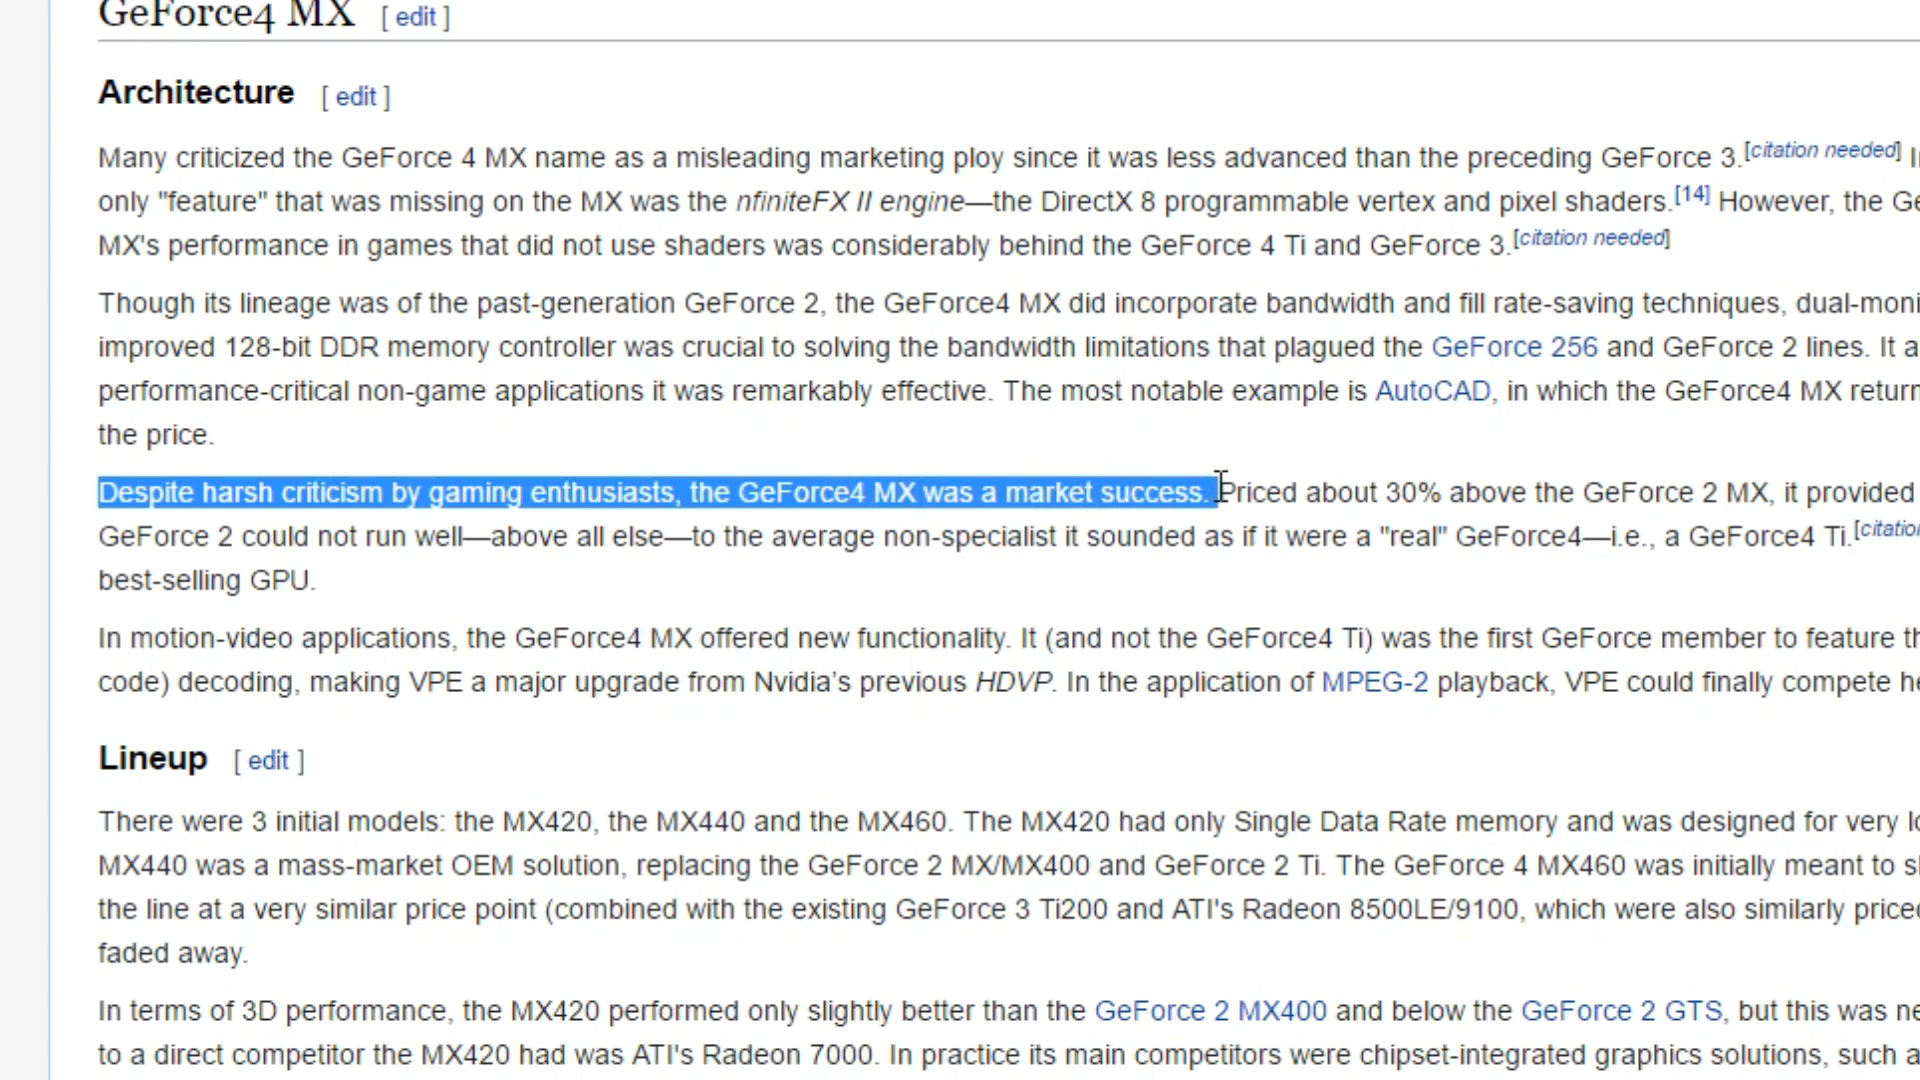 GeForce4 MX [ edit ]
Architecture [ edit ]
Many criticized the GeForce 4 MX name as a misleading marketing ploy since it was less advanced than the preceding GeForce 3.[citation needed]
only "feature" that was missing on the MX was the nfiniteFX II engine—the DirectX 8 programmable vertex and pixel shaders.[14] However, the
MX's performance in games that did not use shaders was considerably behind the GeForce 4 Ti and GeForce 3.[citation needed]
Though its lineage was of the past-generation GeForce 2, the GeForce4 MX did incorporate bandwidth and fill rate-saving techniques,
improved 128-bit DDR memory controller was crucial to solving the bandwidth limitations that plagued the GeForce 256 and GeForce 2 lines. It
performance-critical non-game applications it was remarkably effective. The most notable example is AutoCAD, in which the GeForce4 MX
the price.
Despite harsh criticism by gaming enthusiasts, the GeForce4 MX was a market success. Priced about 30% above the GeForce 2 MX, it provided
GeForce 2 could not run well—above all else—to the average non-specialist it sounded as if it were a "real" GeForce4—i.e., a GeForce4 Ti.
best-selling GPU.
In motion-video applications, the GeForce4 MX offered new functionality. It (and not the GeForce4 Ti) was the first GeForce member to feature
code) decoding, making VPE a major upgrade from Nvidia's previous HDVP. In the application of MPEG-2 playback, VPE could finally compete
Lineup [ edit ]
There were 3 initial models: the MX420, the MX440 and the MX460. The MX420 had only Single Data Rate memory and was designed for very
MX440 was a mass-market OEM solution, replacing the GeForce 2 MX/MX400 and GeForce 2 Ti. The GeForce 4 MX460 was initially meant to
the line at a very similar price point (combined with the existing GeForce 3 Ti200 and ATI's Radeon 8500LE/9100, which were also similarly
faded away.
In terms of 3D performance, the MX420 performed only slightly better than the GeForce 2 MX400 and below the GeForce 2 GTS, but this was
to a direct competitor the MX420 had was ATI's Radeon 7000. In practice its main competitors were chipset-integrated graphics solutions, such